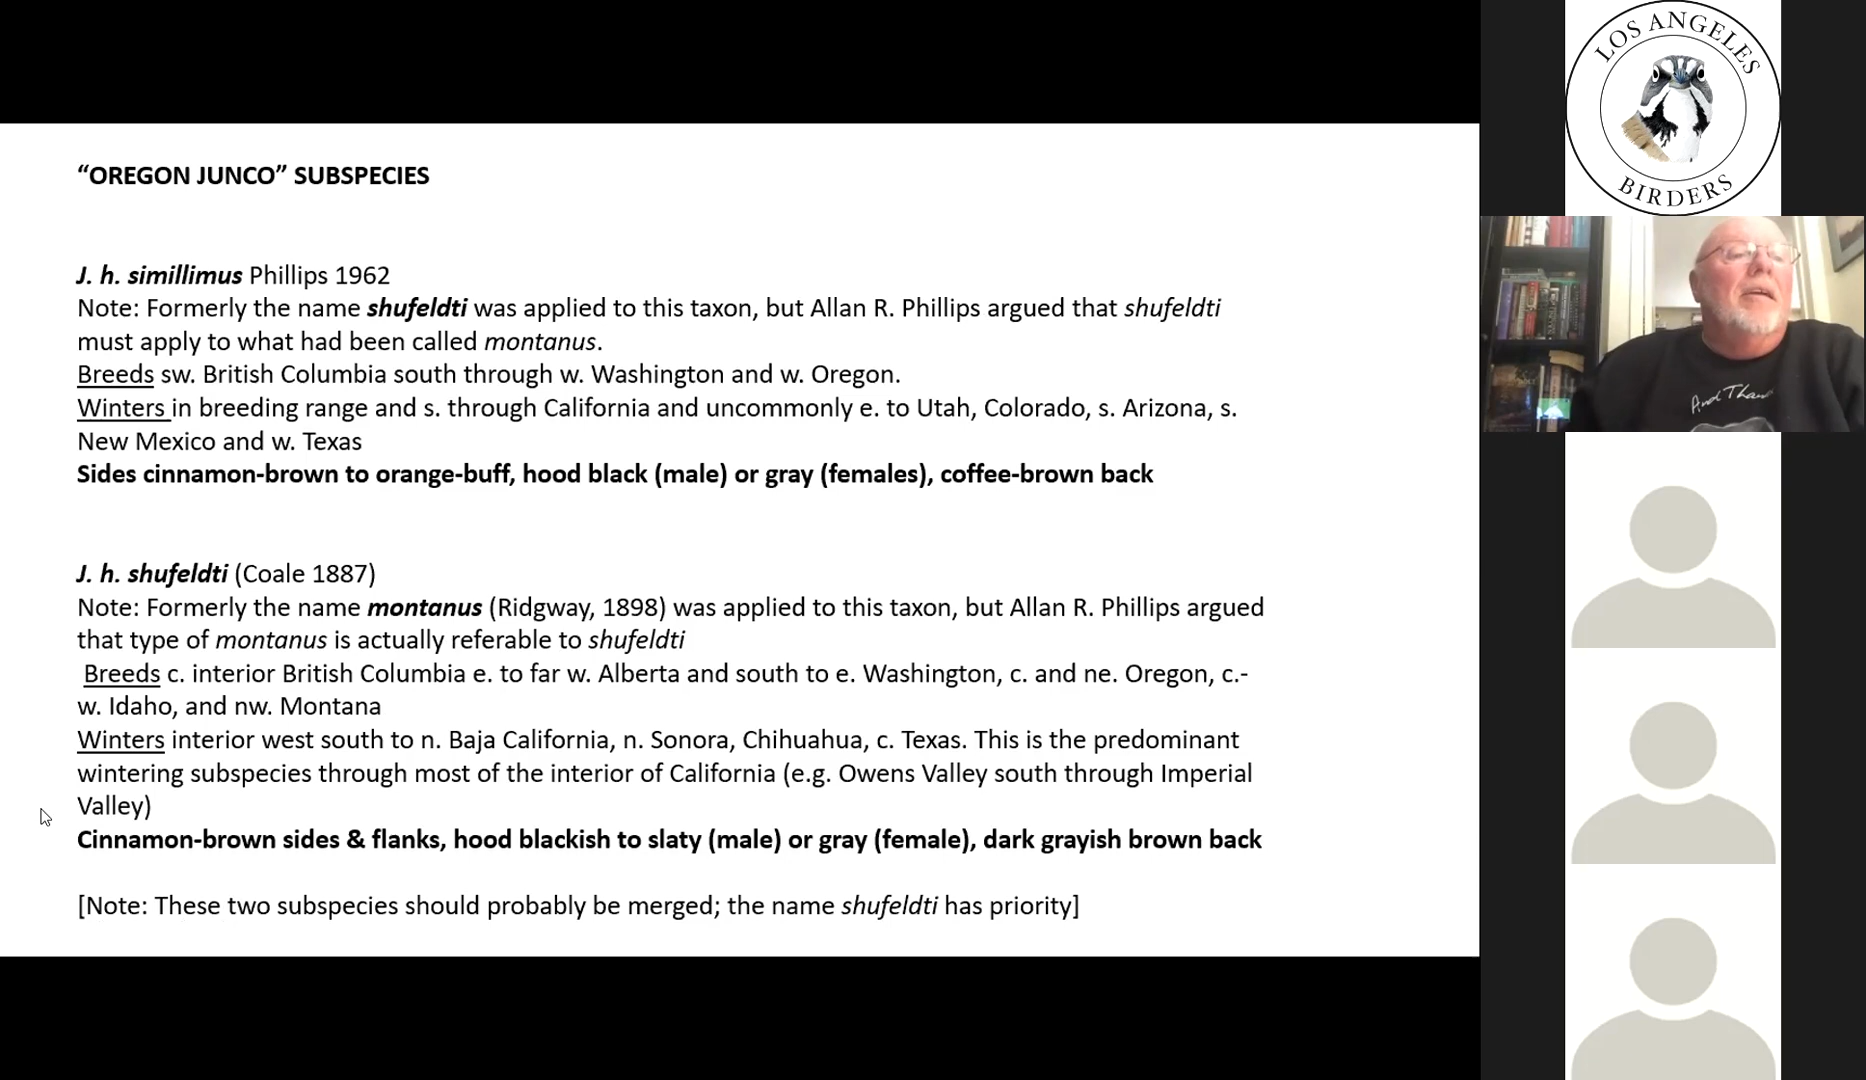 “OREGON JUNCO” SUBSPECIES
J. h. simillimus Phillips 1962
Note: Formerly the name shufeldti was applied to this taxon, but Allan R. Phillips argued that shufeldti
must apply to what had been called montanus.
Breeds sw. British Columbia south through w. Washington and w. Oregon.
Winters in breeding range and s. through California and uncommonly e. to Utah, Colorado, s. Arizona, s.
New Mexico and w. Texas
Sides cinnamon-brown to orange-buff, hood black (male) or gray (females), coffee-brown back
J. h. shufeldti (Coale 1887)
Note: Formerly the name montanus (Ridgway, 1898) was applied to this taxon, but Allan R. Phillips argued
that type of montanus is actually referable to shufeldti
Breeds c. interior British Columbia e. to far w. Alberta and south to e. Washington, c. and ne. Oregon, c.-
w. Idaho, and nw. Montana
Winters interior west south to n. Baja California, n. Sonora, Chihuahua, c. Texas. This is the predominant
wintering subspecies through most of the interior of California (e.g. Owens Valley south through Imperial
Valley)
Cinnamon-brown sides & flanks, hood blackish to slaty (male) or gray (female), dark grayish brown back
[Note: These two subspecies should probably be merged; the name shufeldti has priority]
LOS ANGELES
BIRDERS
And